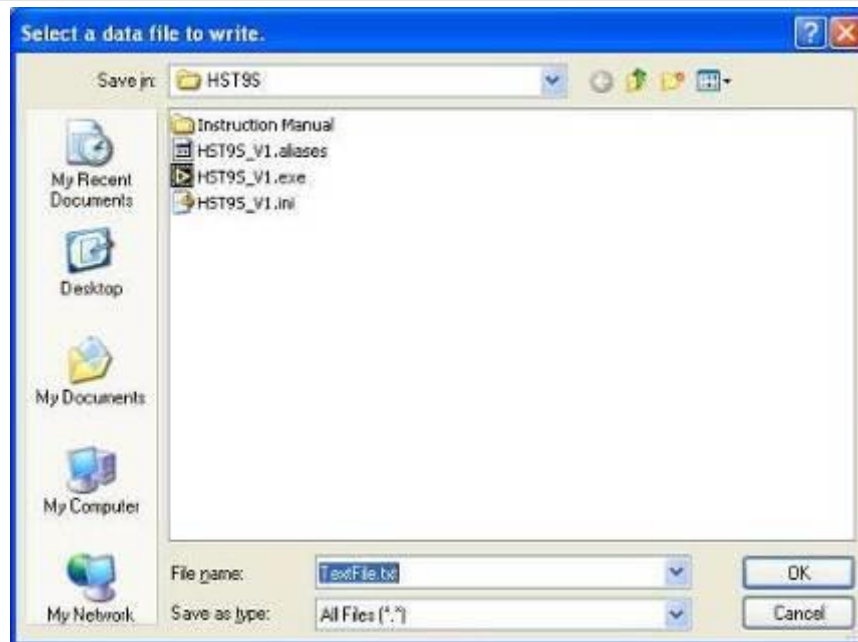 Select a data file to write.
Save in:
HST9S
My Recent
Documents
Desktop
My Documents
My Computer
My Network
Instruction Manual
HST9S_V1.aliases
HST9S_V1.exe
HST9S_V1.ini
File name:
TextFile.txt
OK
Save as type:
All Files (*.*)
Cancel